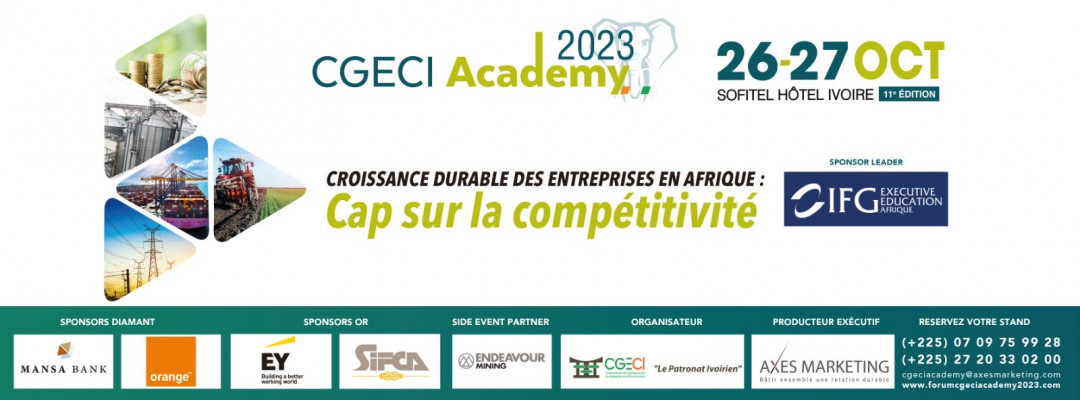 2023
CGECI Academy
26-27 OCT
SOFITEL HÔTEL IVOIRE 11e ÉDITION
CROISSANCE DURABLE DES ENTREPRISES EN AFRIQUE :
Cap sur la compétitivité
SPONSOR LEADER
IFG EXECUTIVE
EDUCATION
AFRIQUE
SPONSORS DIAMANT
MANSA BANK
orange
SPONSORS OR
EY
Building a better
working world
SIFCA
SIDE EVENT PARTNER
ENDEAVOUR
MINING
ORGANISATEUR
CGECI
"Le Patronat Ivoirien"
PRODUCTEUR EXÉCUTIF
AXES MARKETING
Bâtir ensemble une relation durable
RESERVEZ VOTRE STAND
(+225) 07 09 75 99 28
(+225) 27 20 33 02 00
cgeciacademy@axesmarketing.com
www.forumcgeciacademy2023.com